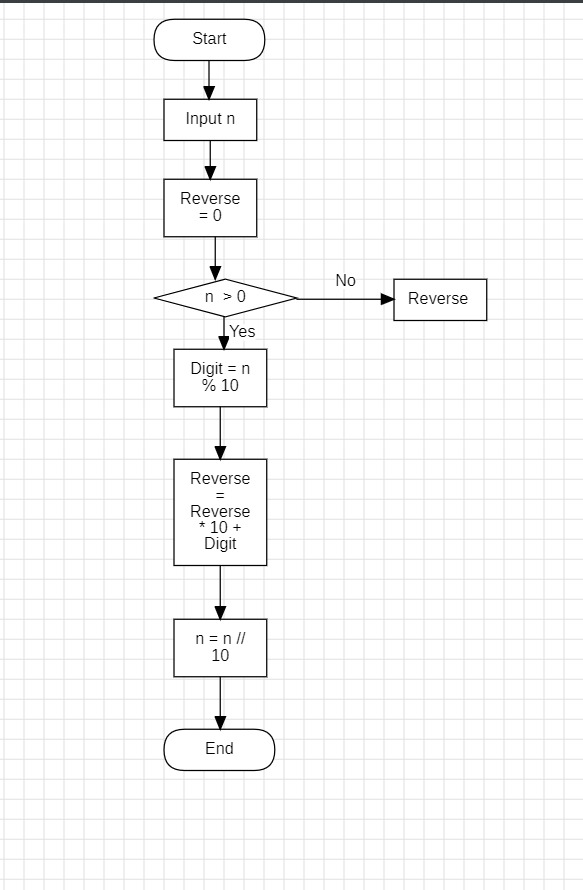 Start
Input n
Reverse
= 0
n > 0
No
Reverse
Yes
Digit = n
% 10
Reverse
=
Reverse
* 10 +
Digit
n = n //
10
End